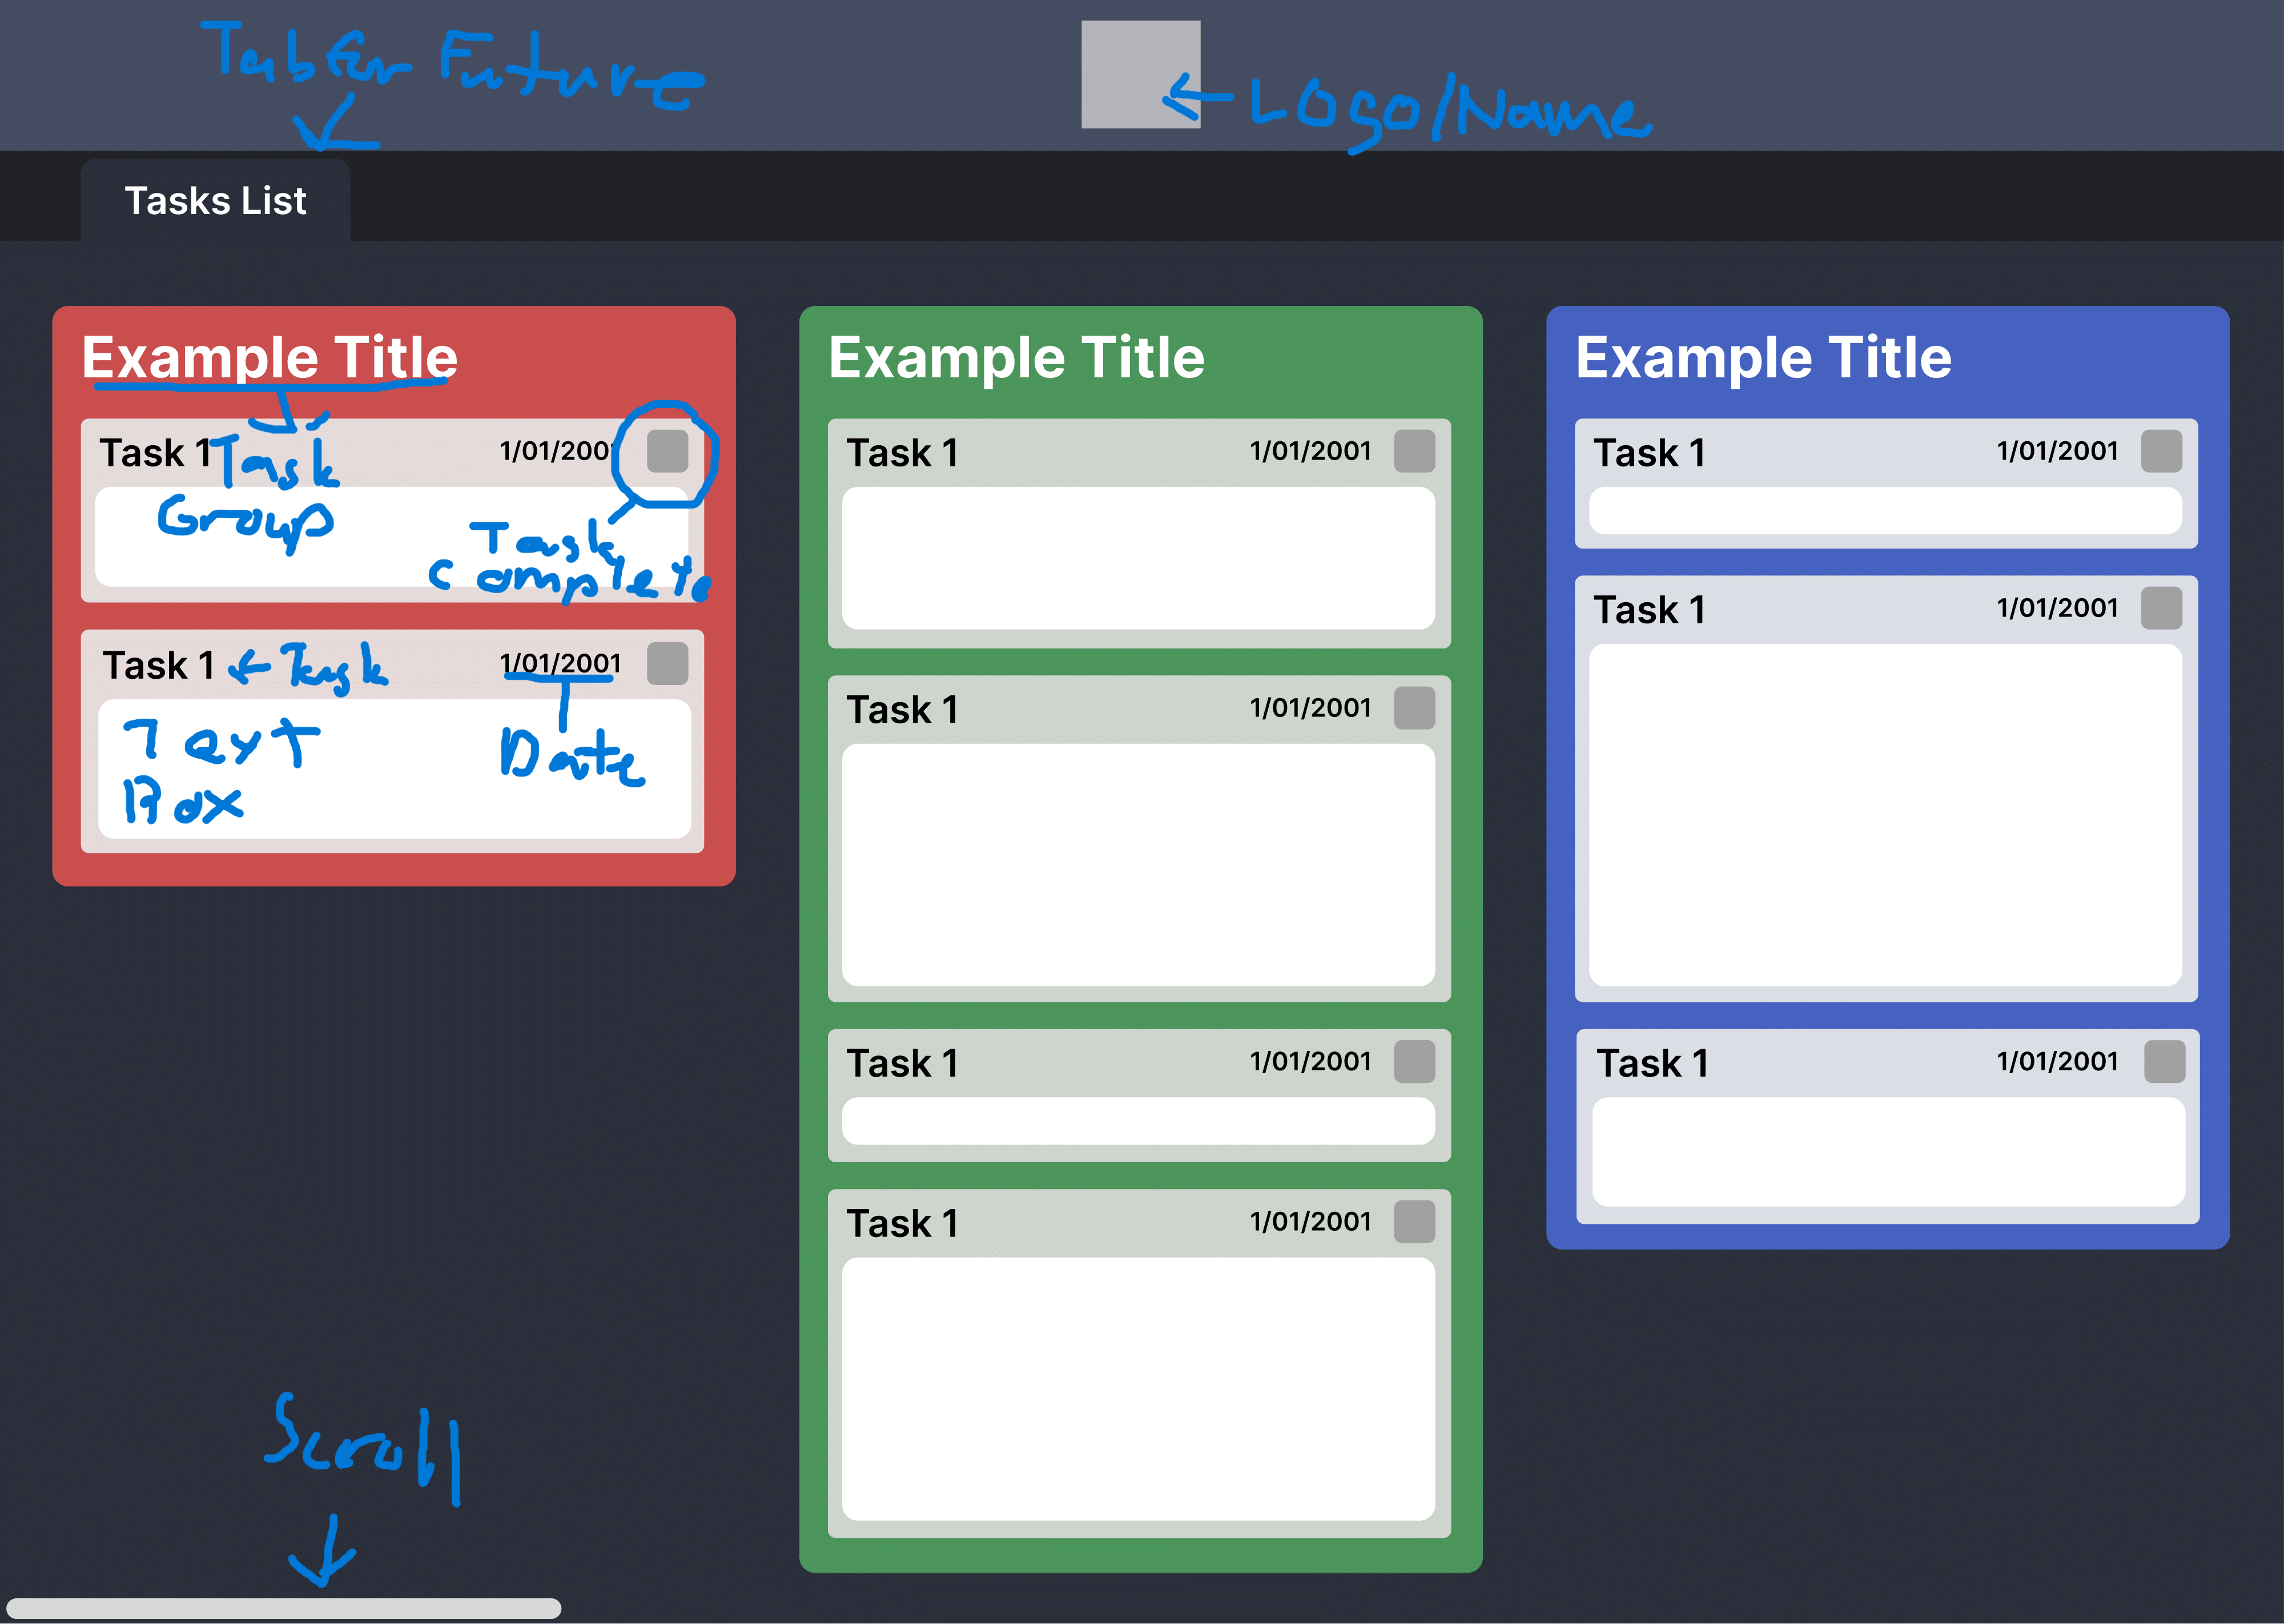 Tab for Future
Logo/Name
Tasks List
Example Title
Task 1 1/01/2001
Task
Group
Task
Complete
Task 1 Task 1/01/2001
Text
Box
Date
Example Title
Task 1 1/01/2001
Task 1 1/01/2001
Task 1 1/01/2001
Task 1 1/01/2001
Example Title
Task 1 1/01/2001
Task 1 1/01/2001
Task 1 1/01/2001
Scroll